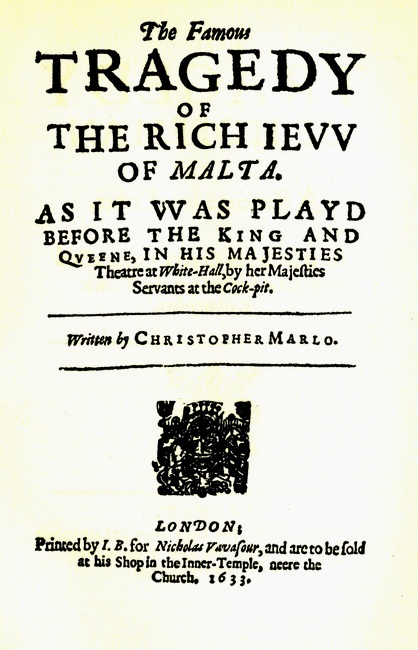 The Famous
TRAGEDY
OF
THE RICH IEVV
OF MALTA.
AS IT WAS PLAYD
BEFORE THE KING AND
QVEENE, IN HIS MAJESTIES
Theatre at White-Hall, by her Majeſties
Servants at the Cock-pit.
Written by CHRISTOPHER MARLO.
LONDON;
Printed by I. B. for Nicholas Vavaſour, and are to be ſold
at his Shop in the Inner-Temple, neere the
Church. 1633.